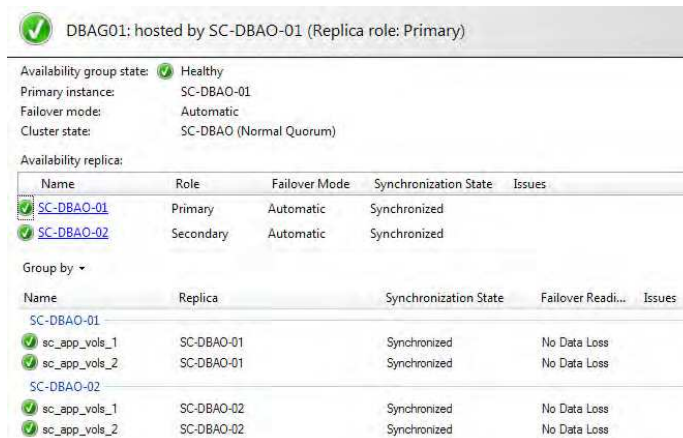 DBAG01: hosted by SC-DBAO-01 (Replica role: Primary)
Availability group state: Healthy
Primary instance: SC-DBAO-01
Failover mode: Automatic
Cluster state: SC-DBAO (Normal Quorum)
Availability replica:
Name Role Failover Mode Synchronization State Issues
SC-DBAO-01 Primary Automatic Synchronized
SC-DBAO-02 Secondary Automatic Synchronized
Group by
Name Replica Synchronization State Failover Readi... Issues
SC-DBAO-01
sc_app_vols_1 SC-DBAO-01 Synchronized No Data Loss
sc_app_vols_2 SC-DBAO-01 Synchronized No Data Loss
SC-DBAO-02
sc_app_vols_1 SC-DBAO-02 Synchronized No Data Loss
sc_app_vols_2 SC-DBAO-02 Synchronized No Data Loss